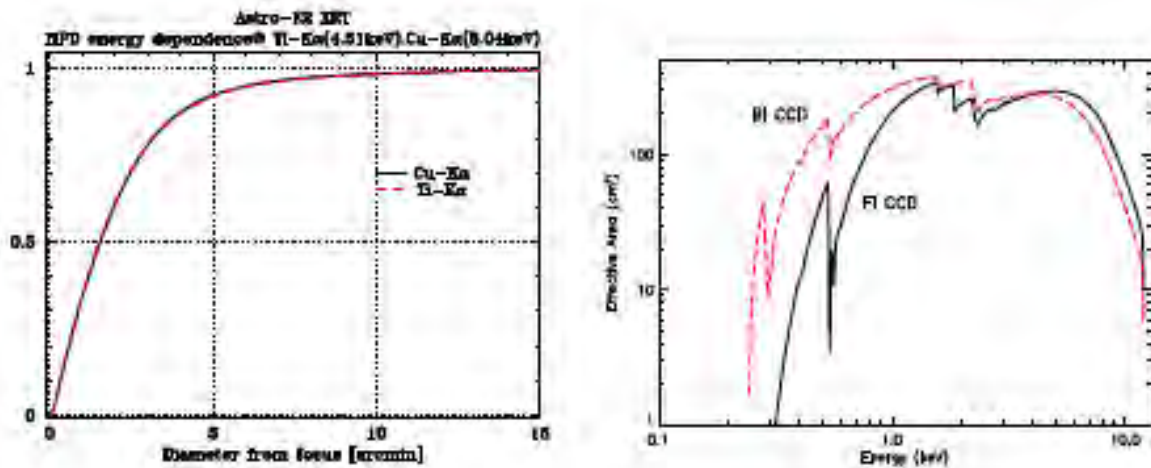 Astro-E2 XRT
HPD energy dependence@ Ti-Kα(4.51keV).Cu-Kα(8.04keV)
1
0.5
0
0
5
10
15
Cu-Kα
Ti-Kα
Diameter from focus [arcmin]
100
10
1
0.1
1.0
10.0
BI CCD
FI CCD
Effective Area [cm²]
Energy (keV)